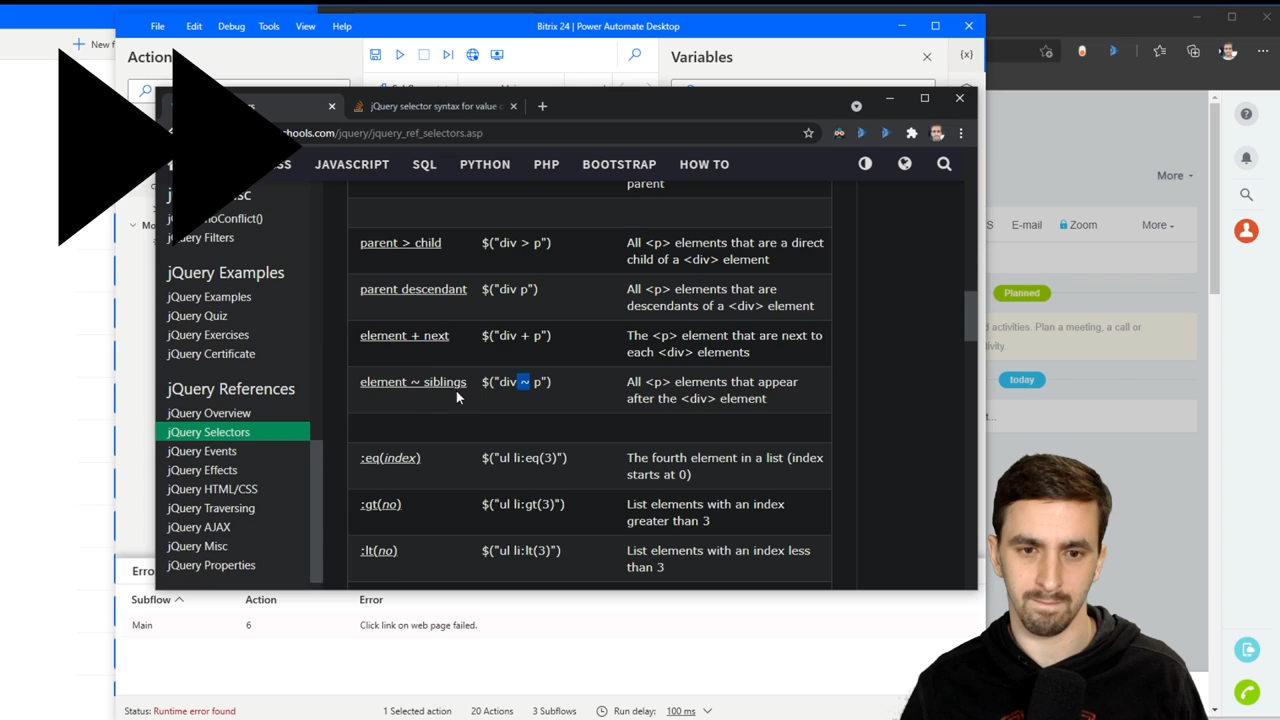 File Edit Debug Tools View Help
Bitrix 24 | Power Automate Desktop
New f
Action
Variables
{x}
jQuery selector syntax for value c
hools.com/jquery/jquery_ref_selectors.asp
SS JAVASCRIPT SQL PYTHON PHP BOOTSTRAP HOW TO
More
S E-mail Zoom More
Mo
isc
noConflict()
jQuery Filters
jQuery Examples
jQuery Examples
jQuery Quiz
jQuery Exercises
jQuery Certificate
jQuery References
jQuery Overview
jQuery Selectors
jQuery Events
jQuery Effects
jQuery HTML/CSS
jQuery Traversing
jQuery AJAX
jQuery Misc
jQuery Properties
parent
parent > child $("div > p") All <p> elements that are a direct
child of a <div> element
parent descendant $("div p") All <p> elements that are
descendants of a <div> element
element + next $("div + p") The <p> element that are next to
each <div> elements
element ~ siblings $("div ~ p") All <p> elements that appear
after the <div> element
:eq(index) $("ul li:eq(3)") The fourth element in a list (index
starts at 0)
:gt(no) $("ul li:gt(3)") List elements with an index
greater than 3
:lt(no) $("ul li:lt(3)") List elements with an index less
than 3
Planned
d activities. Plan a meeting, a call or
ivity.
today
t...
Erro
Subflow Action Error
Main 6 Click link on web page failed.
Status: Runtime error found 1 Selected action 20 Actions 3 Subflows Run delay: 100 ms